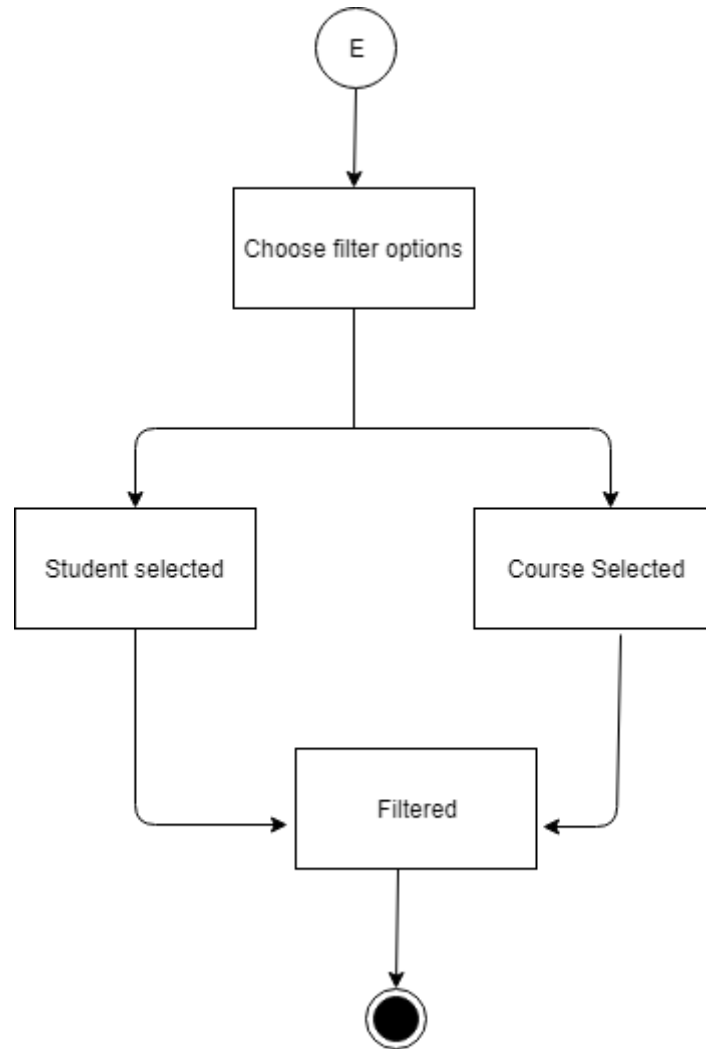 E
Choose filter options
Student selected
Course Selected
Filtered